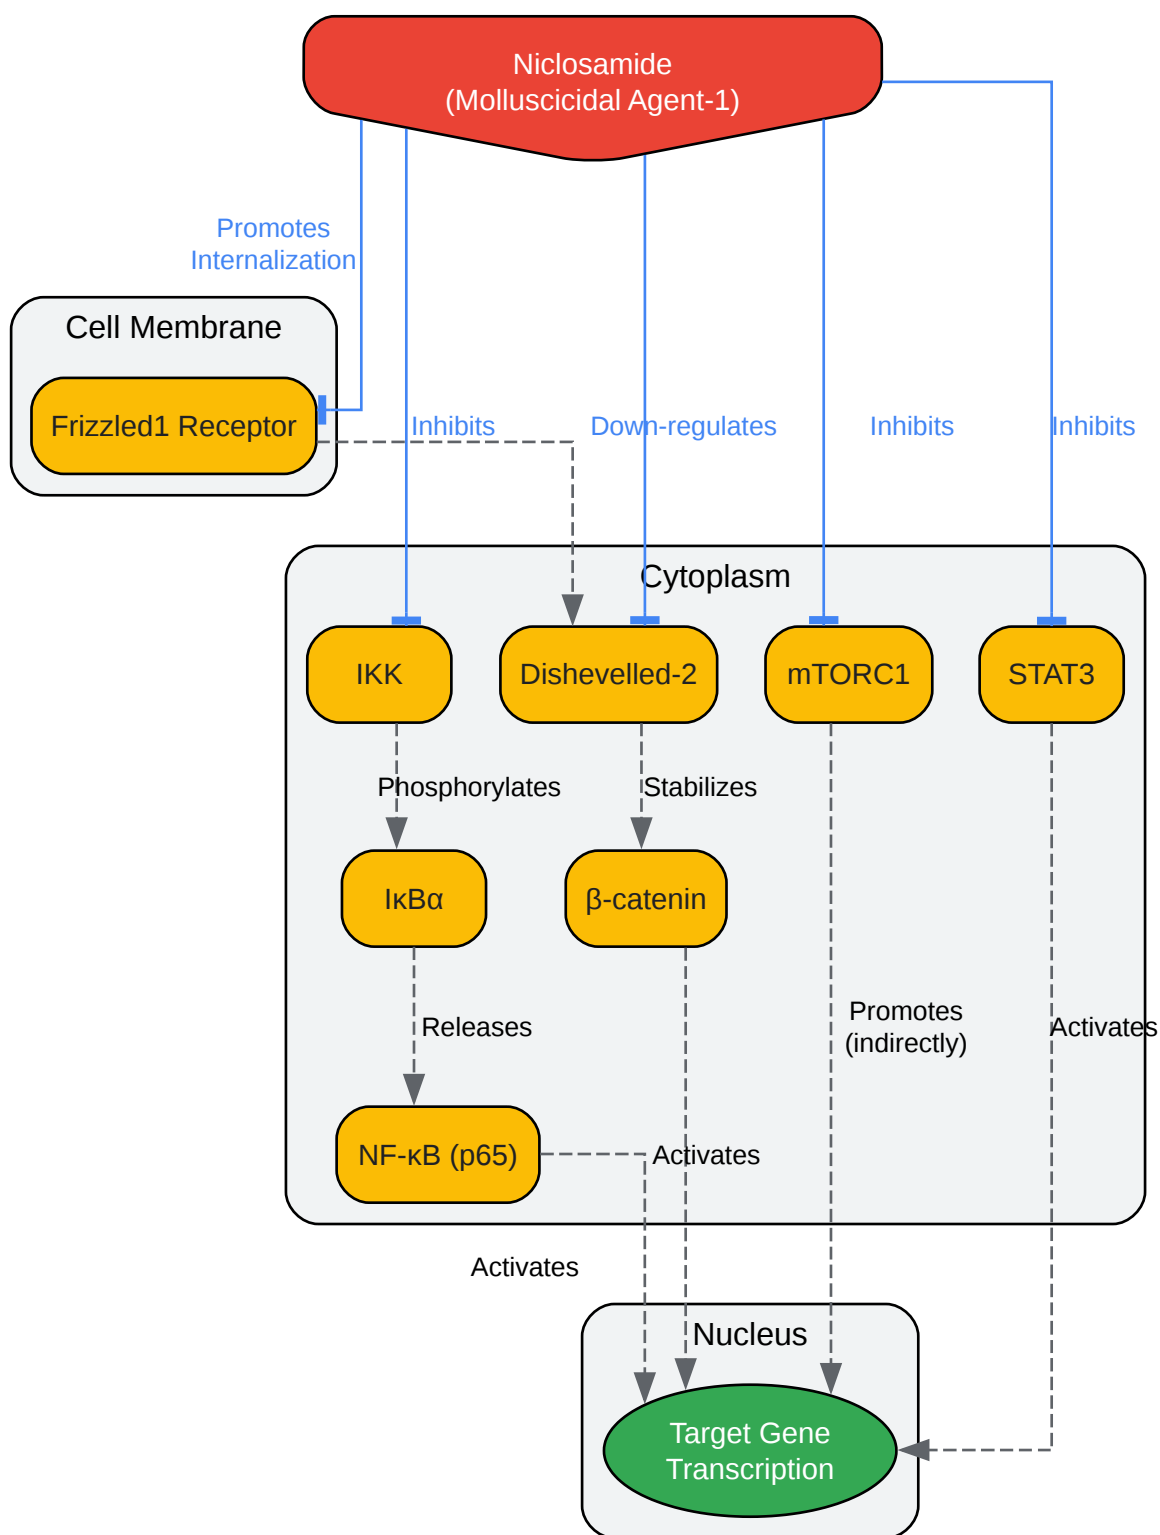 Niclosamide
(Molluscicidal Agent-1)
Promotes
Internalization
Cell Membrane
Frizzled1 Receptor
Inhibits
Down-regulates
Inhibits
Inhibits
Cytoplasm
IKK
Dishevelled-2
mTORC1
STAT3
Phosphorylates
Stabilizes
IκBα
β-catenin
Releases
Promotes
(indirectly)
Activates
NF-κB (p65)
Activates
Activates
Nucleus
Target Gene
Transcription